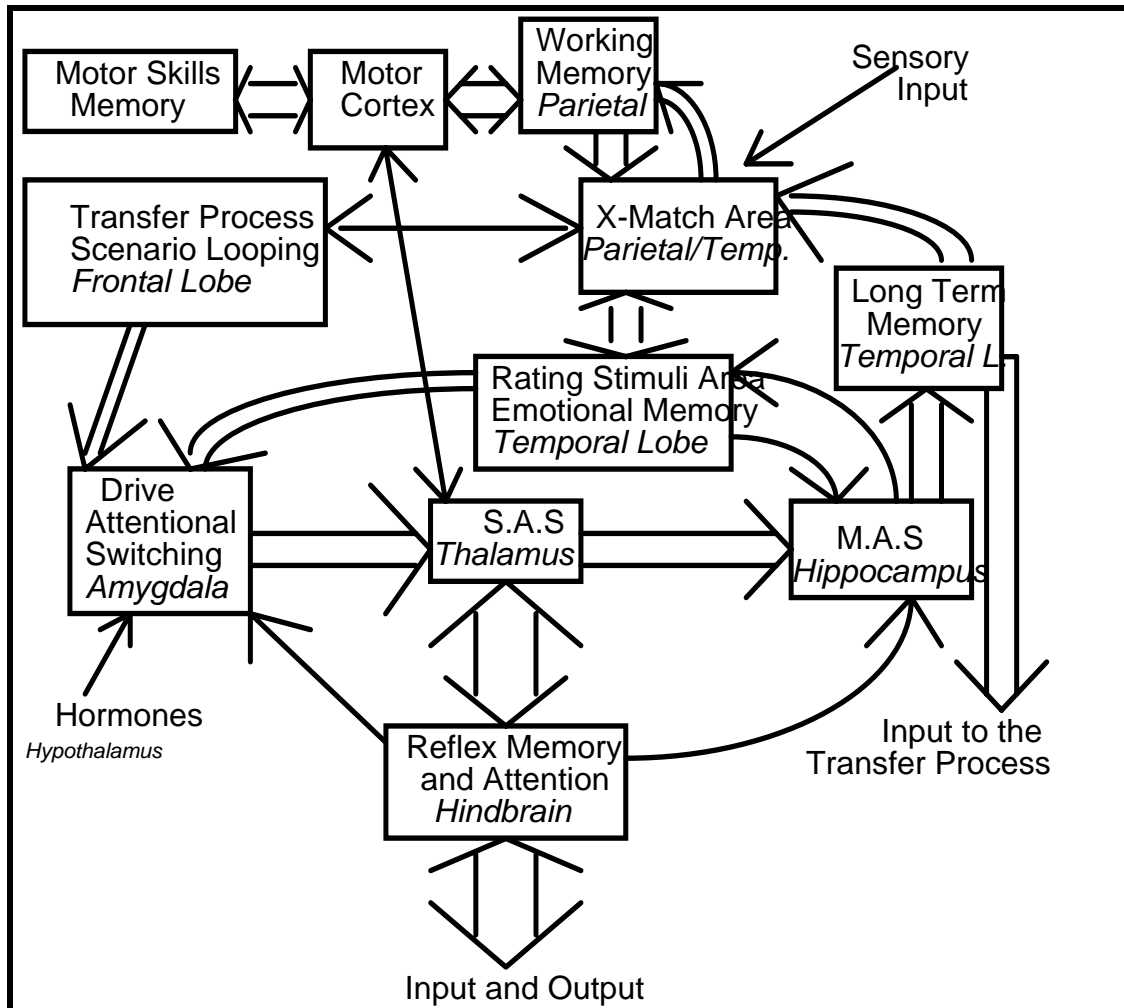 Motor Skills
Memory
Motor
Cortex
Working
Memory
Parietal
Sensory
Input
Transfer Process
Scenario Looping
Frontal Lobe
X-Match Area
Parietal/Temp.
Long Term
Memory
Temporal L.
Rating Stimuli Area
Emotional Memory
Temporal Lobe
Drive
Attentional
Switching
Amygdala
S.A.S
Thalamus
M.A.S
Hippocampus
Hormones
Hypothalamus
Reflex Memory
and Attention
Hindbrain
Input to the
Transfer Process
Input and Output